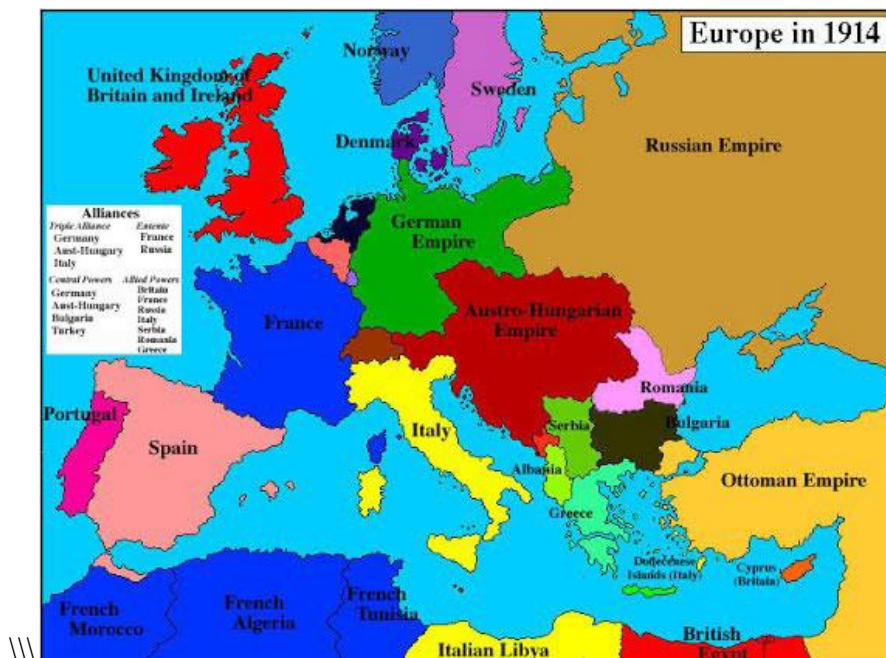 Europe in 1914
Norway
United Kingdom of
Britain and Ireland
Sweden
Denmark
Russian Empire
Alliances
Triple Alliance Entente
Germany France
Aust-Hungary Russia
Italy
Central Powers Allied Powers
Germany Britain
Aust-Hungary France
Bulgaria Russia
Turkey Italy
Serbia
Romania
Greece
German
Empire
Austro-Hungarian
Empire
France
Romania
Portugal
Spain
Italy
Serbia
Bulgaria
Albania
Ottoman Empire
Greece
Dodecenese
Islands (Italy)
Cyprus
(Britain)
French
Morocco
French
Algeria
French
Tunisia
Italian Libya
British
Egypt
\\\